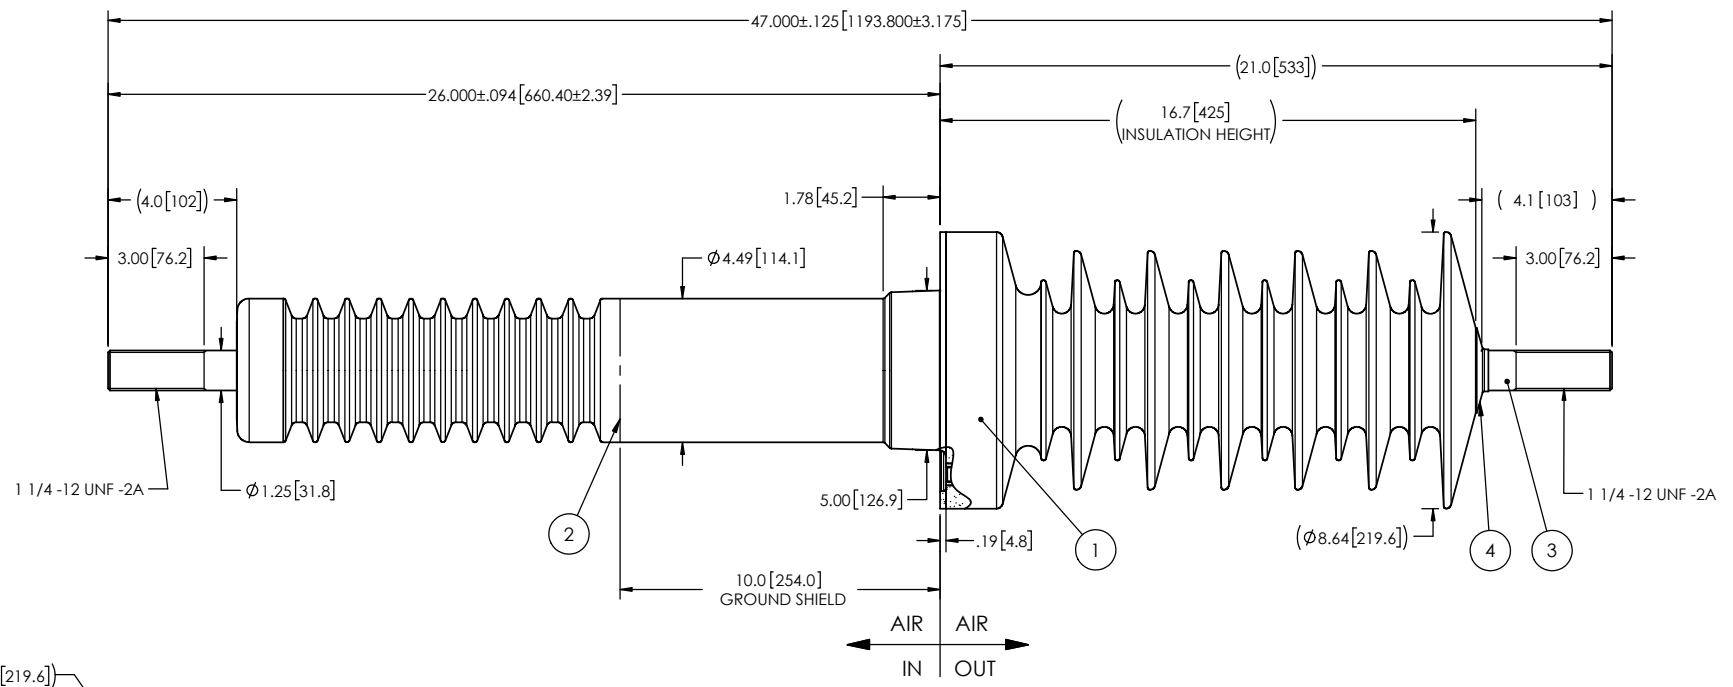 47.000±.125[1193.800±3.175]
(21.0[533])
26.000±.094[660.40±2.39]
(16.7[425]
INSULATION HEIGHT)
(4.0[102])
1.78[45.2]
( 4.1[103] )
3.00[76.2]
Ø4.49[114.1]
3.00[76.2]
1 1/4 -12 UNF -2A
Ø1.25[31.8]
5.00[126.9]
1 1/4 -12 UNF -2A
2
.19[4.8]
1
(Ø8.64[219.6])
4
3
10.0[254.0]
GROUND SHIELD
AIR AIR
IN OUT
[219.6])